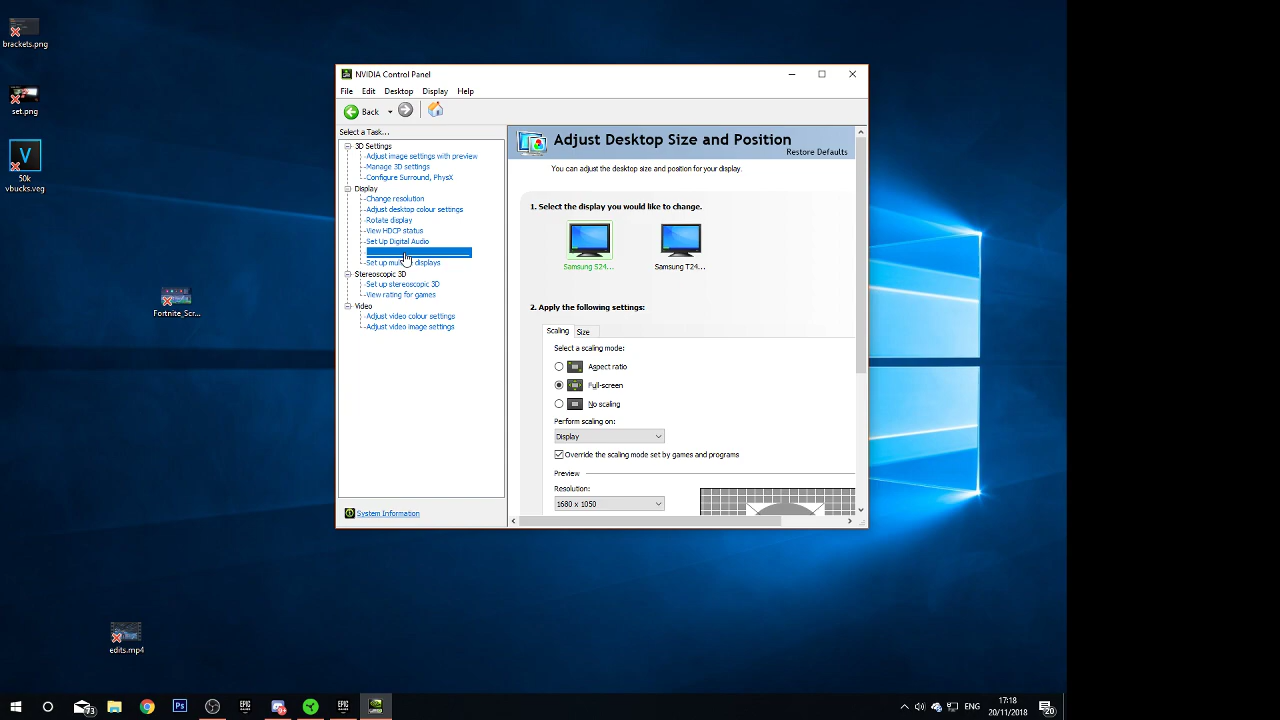 brackets.png
set.png
V
50k
vbucks.veg
Fortnite_Scr...
edits.mp4
NVIDIA Control Panel
File Edit Desktop Display Help
Back
Select a Task...
3D Settings
Adjust image settings with preview
Manage 3D settings
Configure Surround, PhysX
Display
Change resolution
Adjust desktop colour settings
Rotate display
View HDCP status
Set Up Digital Audio
Set up multiple displays
Stereoscopic 3D
Set up stereoscopic 3D
View rating for games
Video
Adjust video colour settings
Adjust video image settings
System Information
Adjust Desktop Size and Position
Restore Defaults
You can adjust the desktop size and position for your display.
1. Select the display you would like to change.
Samsung S24...
Samsung T24...
2. Apply the following settings:
Scaling Size
Select a scaling mode:
Aspect ratio
Full-screen
No scaling
Perform scaling on:
Display
Override the scaling mode set by games and programs
Preview
Resolution:
1680 x 1050
73
Ps
EPIC
EPIC
ENG
17:18
20/11/2018
20